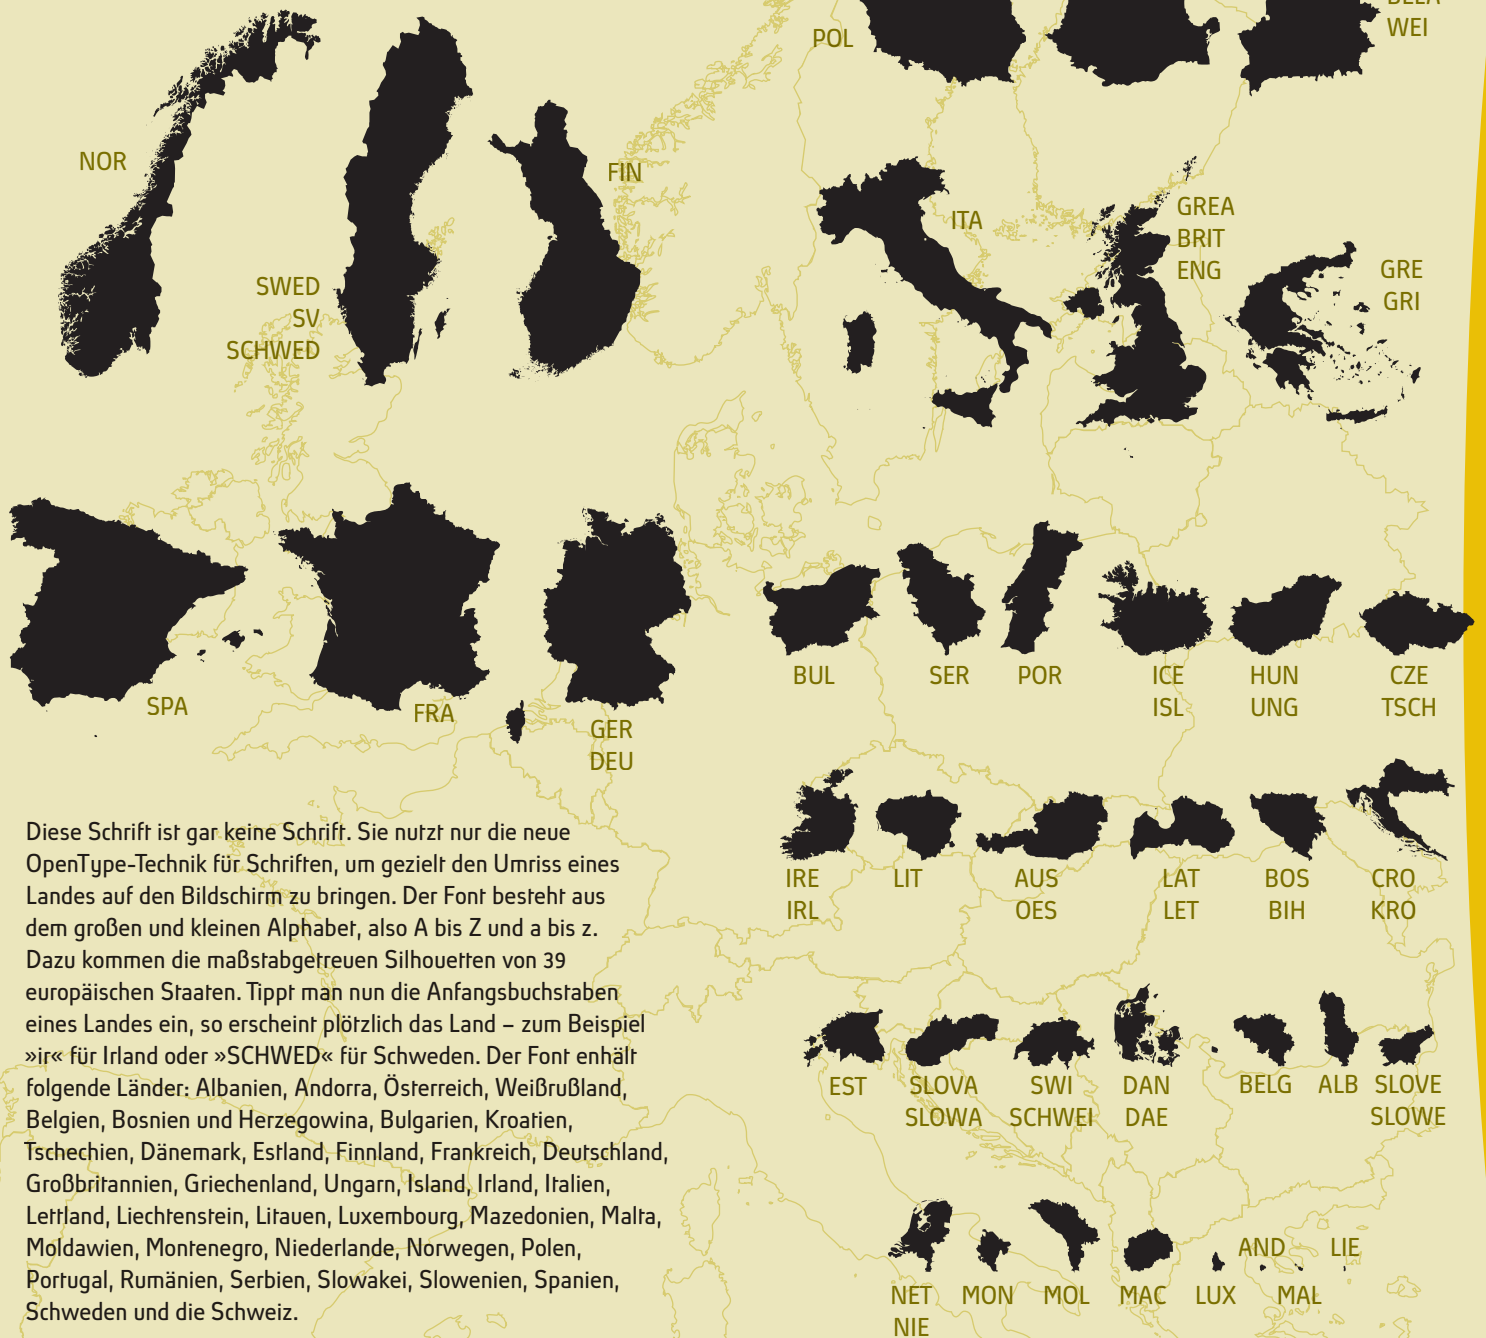 BELA
POL
WEI
NOR
FIN
ITA
GREA
BRIT
ENG
GRE
GRI
SWED
SV
SCHWED
SPA
FRA
GER
DEU
BUL
SER
POR
ICE
ISL
HUN
UNG
CZE
TSCH
Diese Schrift ist gar keine Schrift. Sie nutzt nur die neue
OpenType-Technik für Schriften, um gezielt den Umriss eines
Landes auf den Bildschirm zu bringen. Der Font besteht aus
dem großen und kleinen Alphabet, also A bis Z und a bis z.
Dazu kommen die maßstabgetreuen Silhouetten von 39
europäischen Staaten. Tippt man nun die Anfangsbuchstaben
eines Landes ein, so erscheint plötzlich das Land – zum Beispiel
»ir« für Irland oder »SCHWED« für Schweden. Der Font enhält
folgende Länder: Albanien, Andorra, Österreich, Weißrußland,
Belgien, Bosnien und Herzegowina, Bulgarien, Kroatien,
Tschechien, Dänemark, Estland, Finnland, Frankreich, Deutschland,
Großbritannien, Griechenland, Ungarn, Island, Irland, Italien,
Lettland, Liechtenstein, Litauen, Luxembourg, Mazedonien, Malta,
Moldawien, Montenegro, Niederlande, Norwegen, Polen,
Portugal, Rumänien, Serbien, Slowakei, Slowenien, Spanien,
Schweden und die Schweiz.
IRE
IRL
LIT
AUS
OES
LAT
LET
BOS
BIH
CRO
KRO
EST
SLOVA
SLOWA
SWI
SCHWEI
DAN
DAE
BELG
ALB
SLOVE
SLOWE
NET
NIE
MON
MOL
MAC
LUX
AND
MAL
LIE